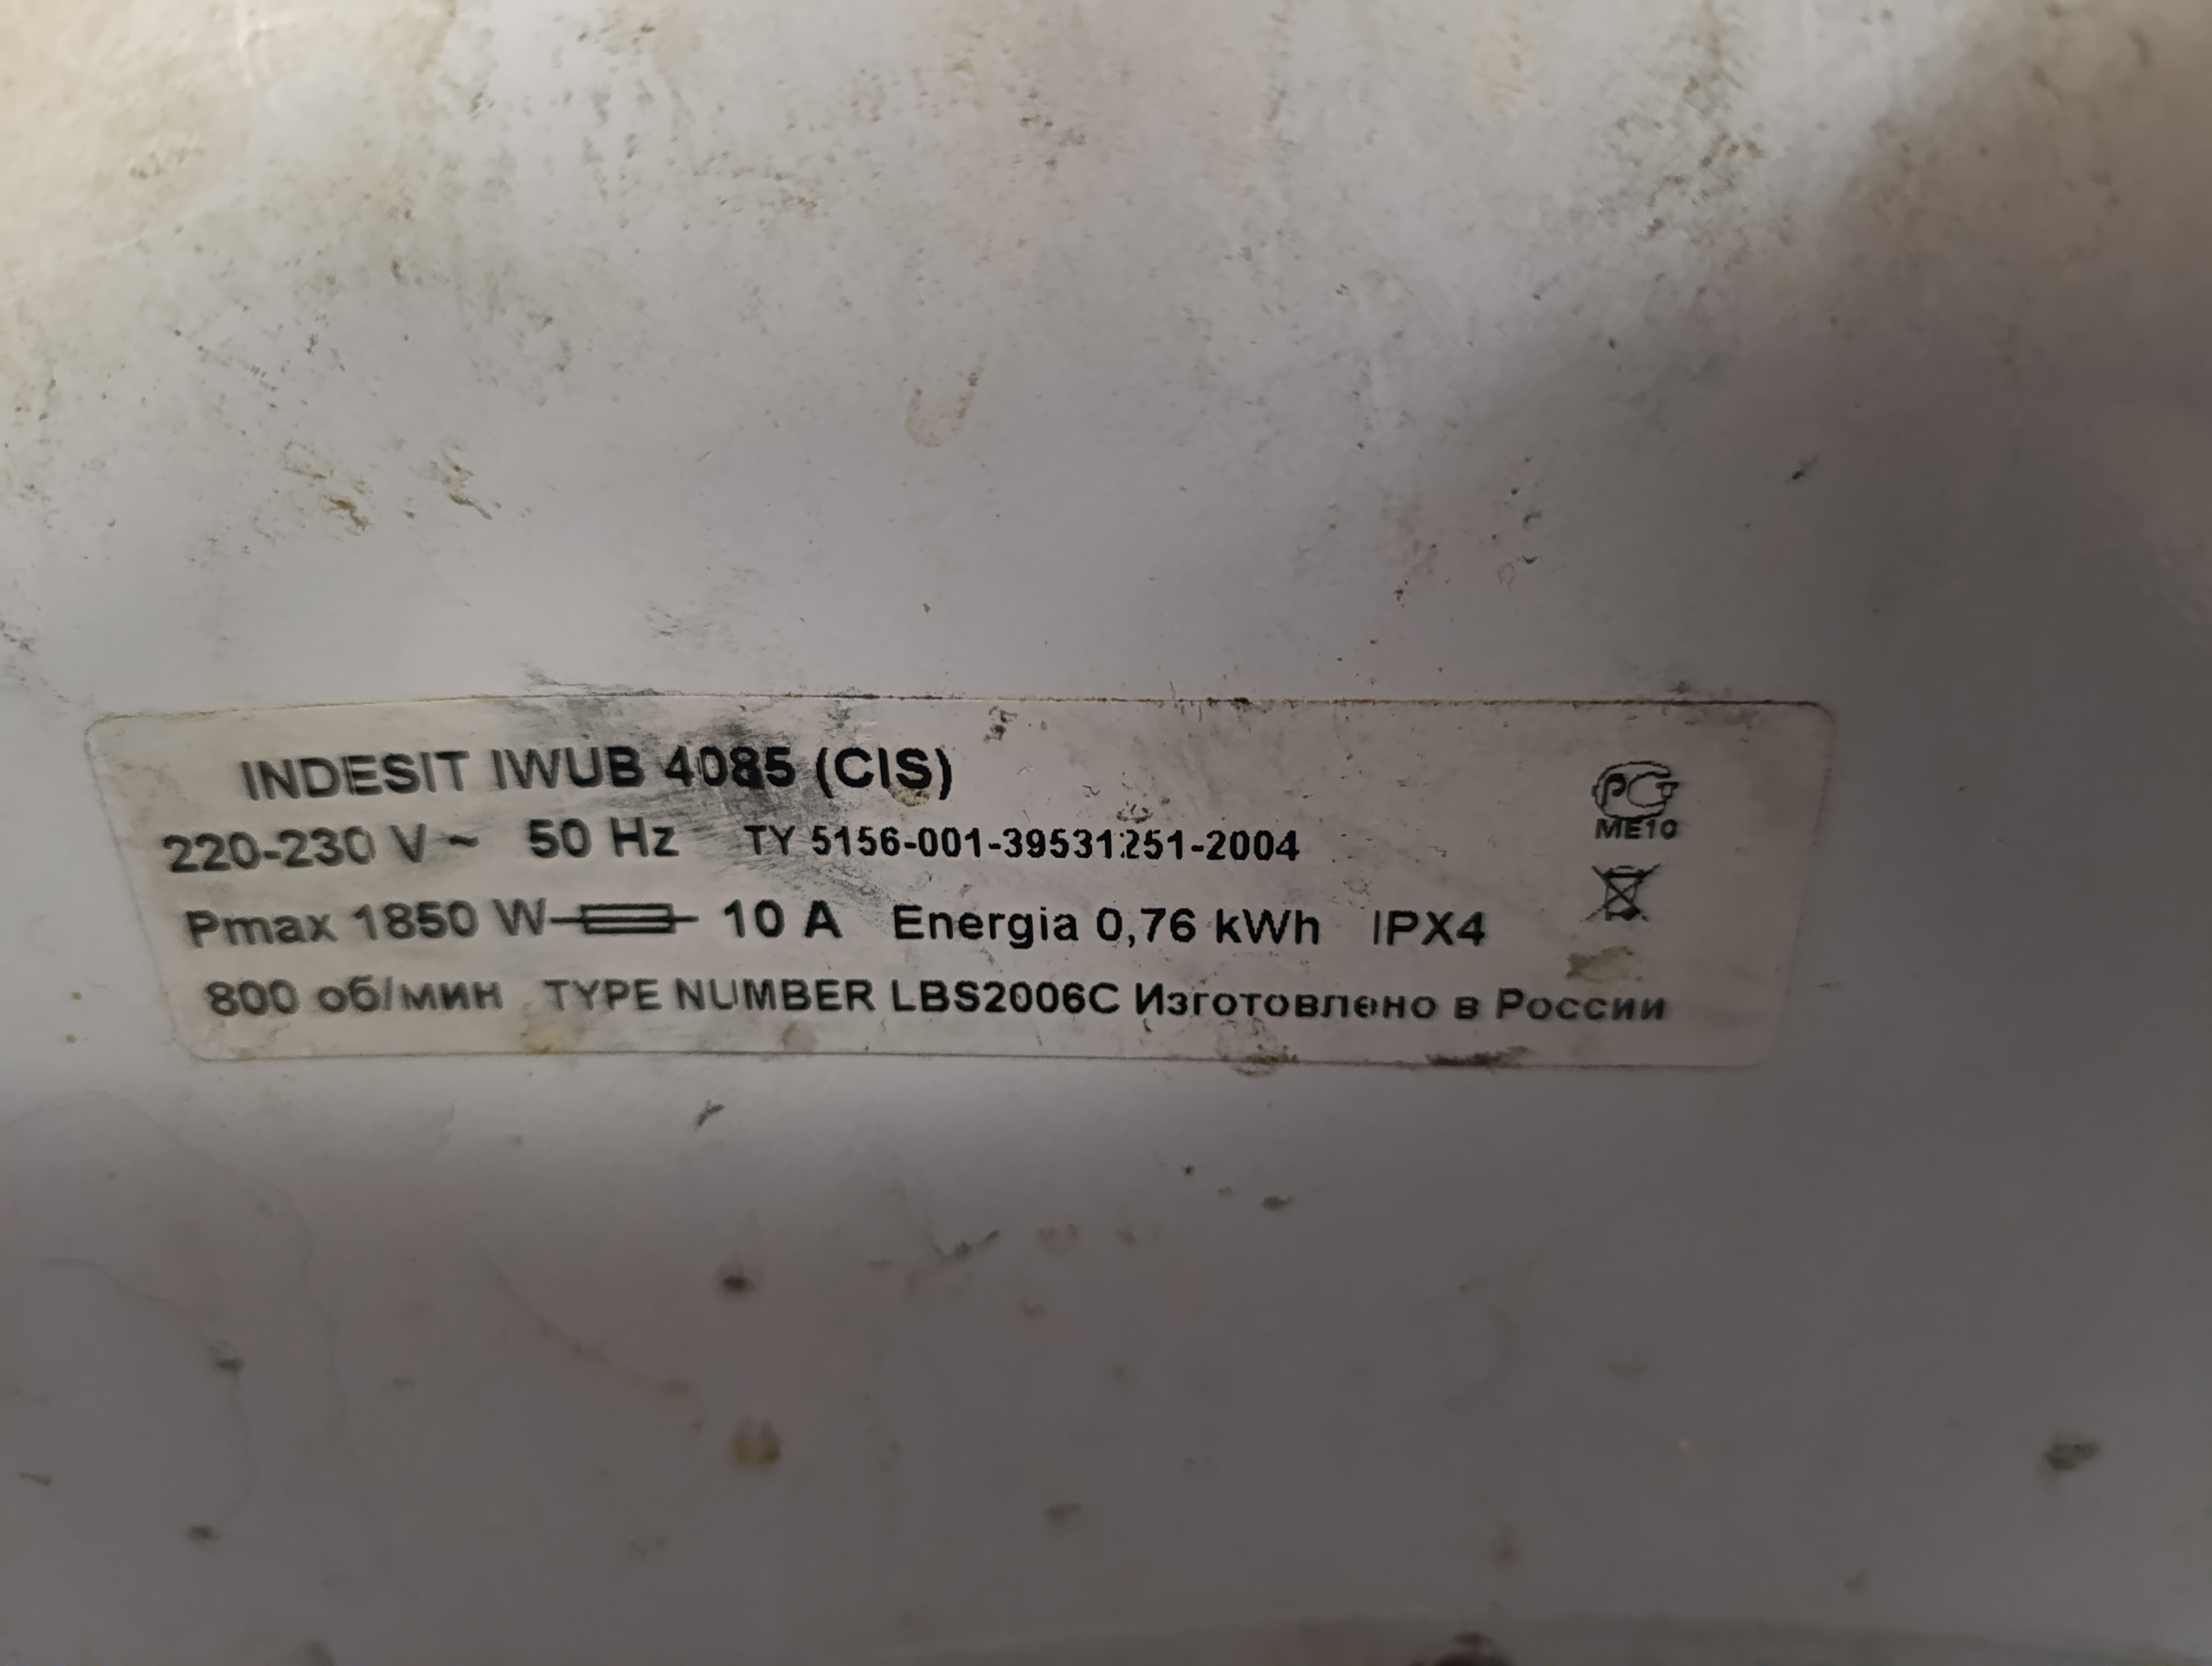 INDESIT IWUB 4085 (CIS)
220-230 V ~ 50 Hz TY 5156-001-39531251-2004
Pmax 1850 W 10 A Energia 0,76 kWh IPX4
800 об/мин TYPE NUMBER LBS2006C Изготовлено в России
РСТ
ME10